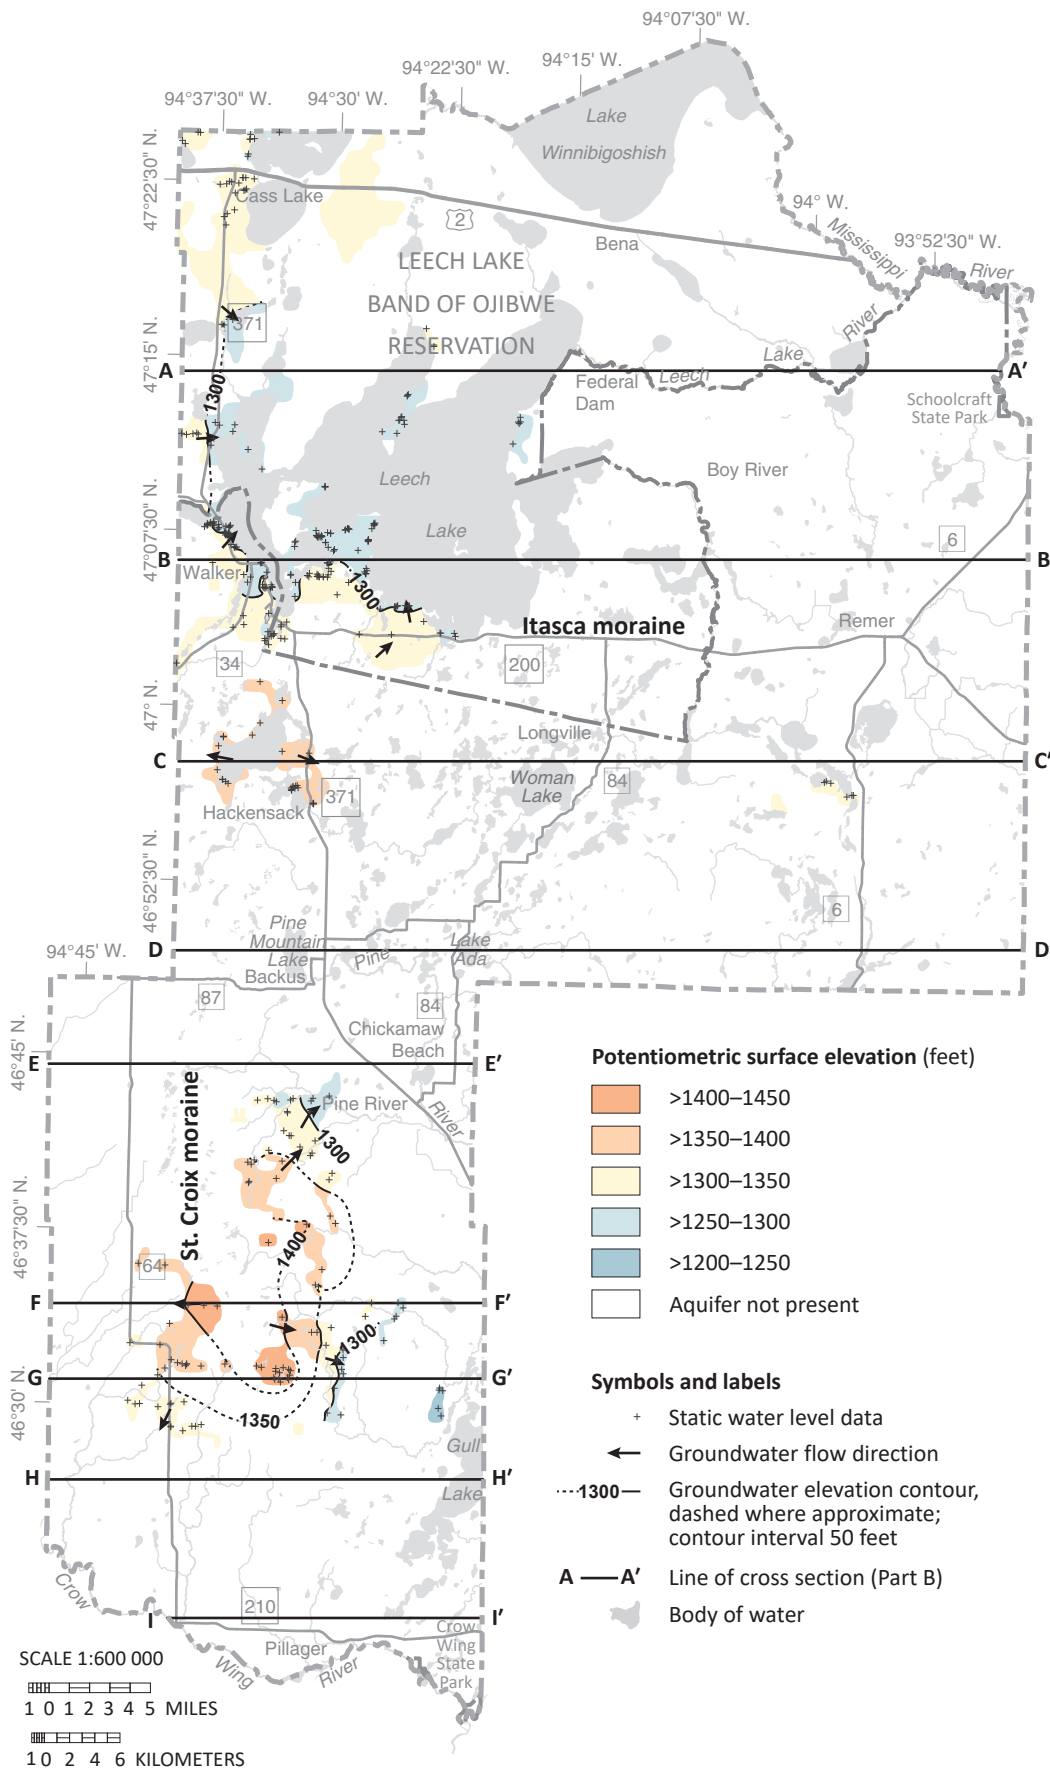 94°07'30" W.
94°15' W.
94°22'30" W.
94°37'30" W.
94°30' W.
Lake
Winnibigoshish
47°22'30" N.
Cass Lake
94° W.
2
Bena
Mississippi
93°52'30" W.
River
LEECH LAKE
BAND OF OJIBWE
RESERVATION
371
River
Lake
Leech
47°15' N.
A
A'
1300
Federal
Dam
Schoolcraft
State Park
Leech
Lake
Boy River
47°07'30" N.
6
B
B
Walker
1300
Itasca moraine
Remer
34
200
47° N.
Longville
C
C'
Woman
Lake
84
371
Hackensack
46°52'30" N.
6
Pine
Mountain
Lake
Lake
Ada
94°45' W.
D
D
Pine
Backus
87
84
Chickamaw
Beach
46°45' N.
E
E'
River
Pine River
1300
St. Croix moraine
46°37'30" N.
1400
64
F
F'
1300
G
G'
46°30' N.
1350
Gull
Lake
H
H'
Crow
210
I
I'
Pillager
Wing
River
Crow
Wing
State
Park
SCALE 1:600 000
1 0 1 2 3 4 5 MILES
1 0 2 4 6 KILOMETERS
Potentiometric surface elevation (feet)
>1400–1450
>1350–1400
>1300–1350
>1250–1300
>1200–1250
Aquifer not present
Symbols and labels
+ Static water level data
Groundwater flow direction
1300 Groundwater elevation contour,
dashed where approximate;
contour interval 50 feet
A A' Line of cross section (Part B)
Body of water